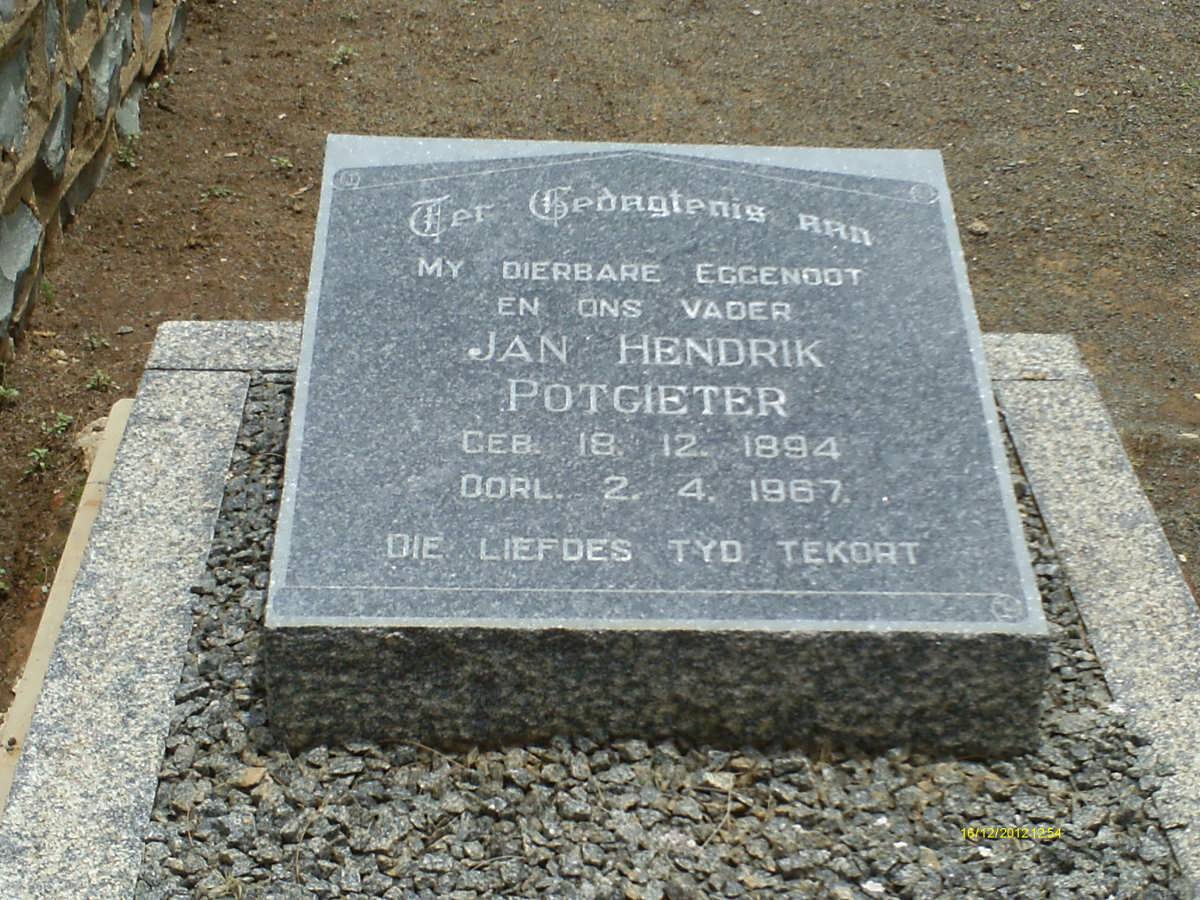 Ter Gedagtenis aan
MY DIERBARE EGGENOOT
EN ONS VADER
JAN HENDRIK
POTGIETER
GEB. 18. 12. 1894
OORL. 2. 4. 1967.
DIE LIEFDES TYD TEKORT
16/12/2012 12:54